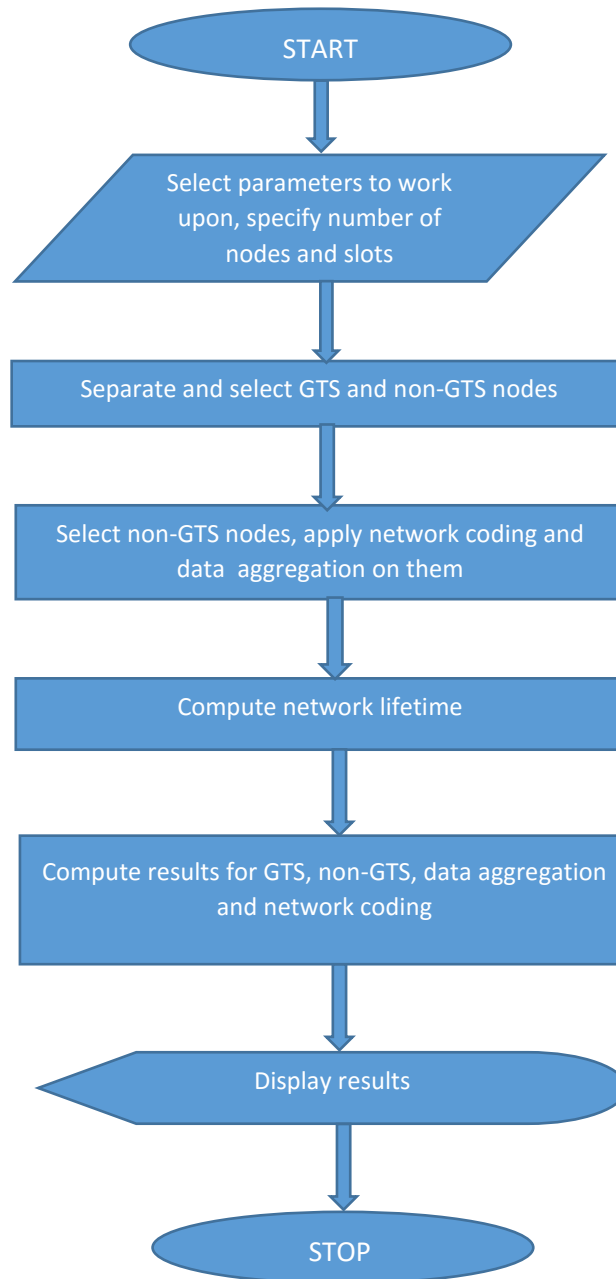 START
Select parameters to work
upon, specify number of
nodes and slots
Separate and select GTS and non-GTS nodes
Select non-GTS nodes, apply network coding and
data  aggregation on them
Compute network lifetime
Compute results for GTS, non-GTS, data aggregation
and network coding
Display results
STOP